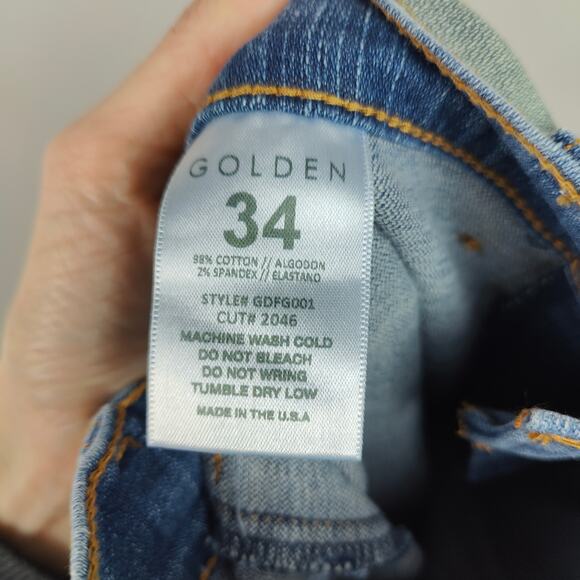 GOLDEN
34
98% COTTON // ALGODON
2% SPANDEX // ELASTANO
STYLE# GDFG001
CUT# 2046
MACHINE WASH COLD
DO NOT BLEACH
DO NOT WRING
TUMBLE DRY LOW
MADE IN THE U.S.A